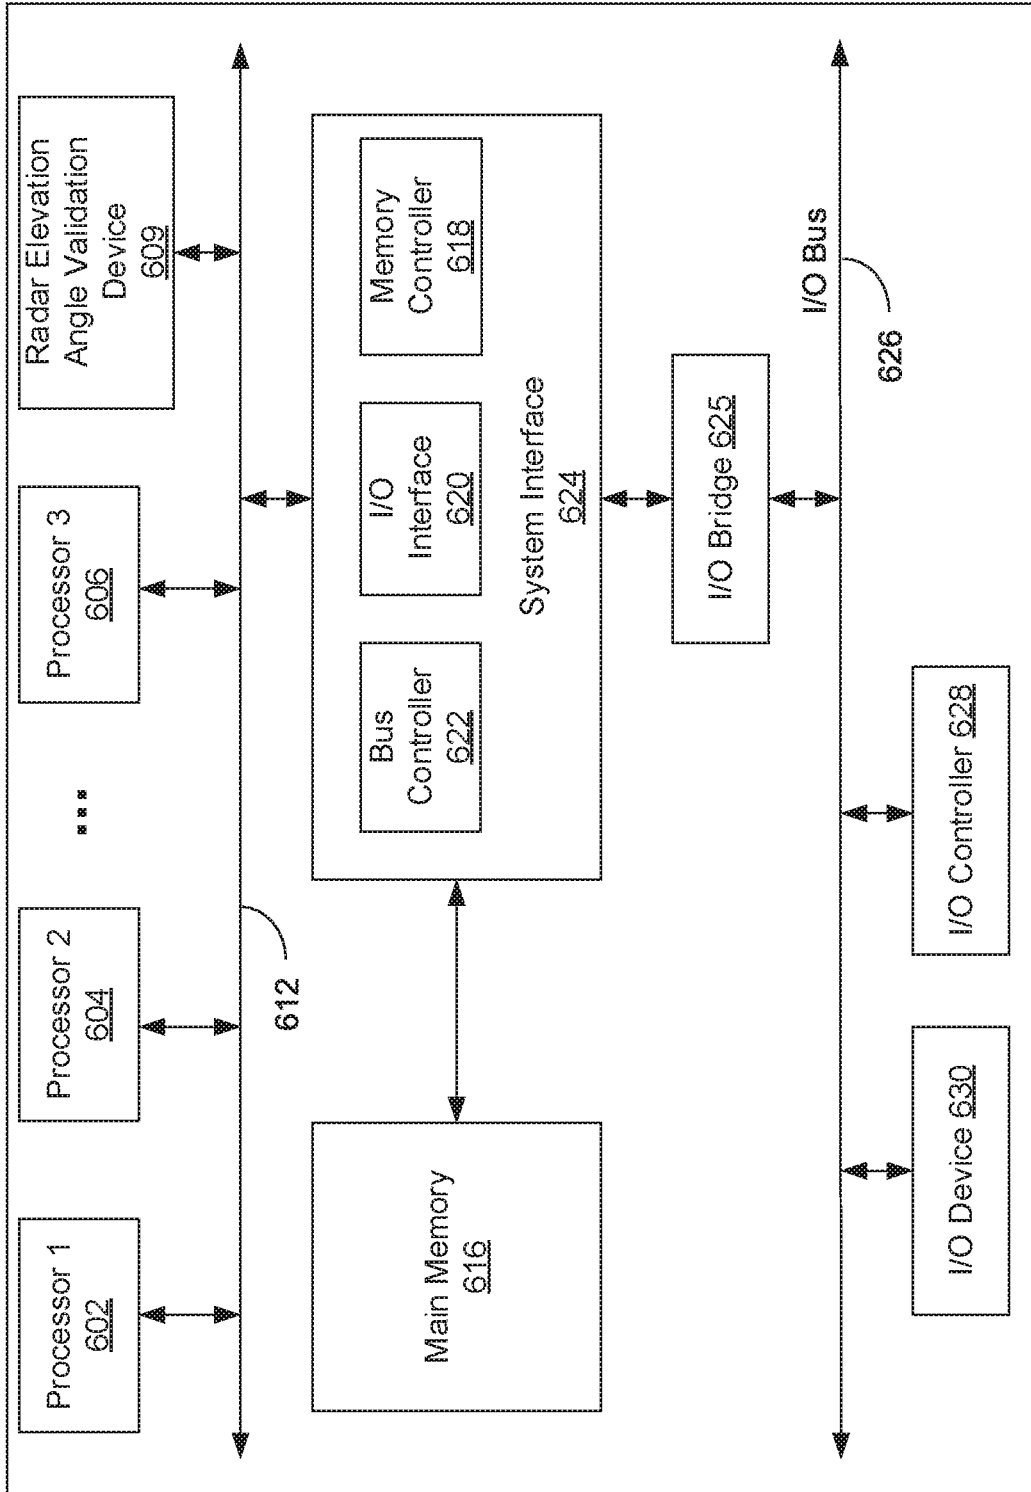 Processor 1
602
Processor 2
604
...
Processor 3
606
Radar Elevation
Angle Validation
Device
609
612
Main Memory
616
Bus
Controller
622
I/O
Interface
620
Memory
Controller
618
System Interface
624
I/O Bridge 625
I/O Bus
626
I/O Device 630
I/O Controller 628